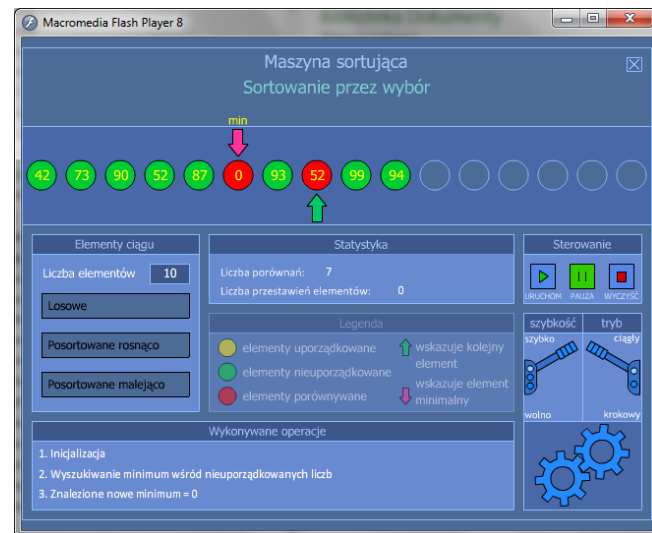 Macromedia Flash Player 8
Maszyna sortująca
Sortowanie przez wybór
min
42 73 90 52 87 0 93 52 99 94
Elementy ciągu
Liczba elementów 10
Losowe
Posortowane rosnąco
Posortowane malejąco
Statystyka
Liczba porównań: 7
Liczba przestawień elementów: 0
Legenda
elementy uporządkowane
elementy nieuporządkowane
elementy porównywane
wskazuje kolejny
element
wskazuje element
minimalny
Sterowanie
URUCHOM PAUZA WYCZYŚĆ
szybkość tryb
szybko ciągły
wolno krokowy
Wykonywane operacje
1. Inicjalizacja
2. Wyszukiwanie minimum wśród nieuporządkowanych liczb
3. Znalezione nowe minimum = 0